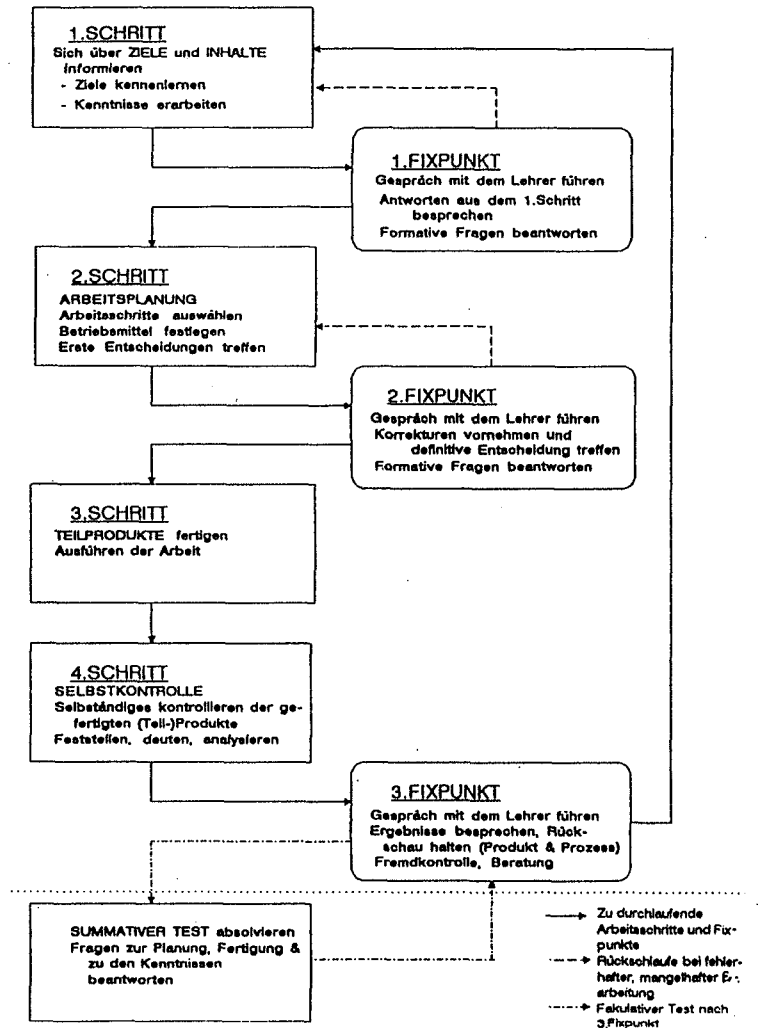 1.SCHRITT
Sich über ZIELE und INHALTE
informieren
- Ziele kennenlernen
- Kenntnisse erarbeiten
1.FIXPUNKT
Gespräch mit dem Lehrer führen
Antworten aus dem 1.Schritt
besprechen
Formative Fragen beantworten
2.SCHRITT
ARBEITSPLANUNG
Arbeitsschritte auswählen
Betriebsmittel festlegen
Erste Entscheidungen treffen
2.FIXPUNKT
Gespräch mit dem Lehrer führen
Korrekturen vornehmen und
definitive Entscheidung treffen
Formative Fragen beantworten
3.SCHRITT
TEILPRODUKTE fertigen
Ausführen der Arbeit
4.SCHRITT
SELBSTKONTROLLE
Selbständiges kontrollieren der ge-
fertigten (Teil-)Produkte
Feststellen, deuten, analysieren
3.FIXPUNKT
Gespräch mit dem Lehrer führen
Ergebnisse besprechen, Rück-
schau halten (Produkt & Prozess)
Fremdkontrolle, Beratung
SUMMATIVER TEST absolvieren
Fragen zur Planung, Fertigung &
zu den Kenntnissen
beantworten
Zu durchlaufende
Arbeitsschritte und Fix-
punkte
Rückschlaufe bei fehler-
hafter, mangelhafter Er-
arbeitung
Fakulativer Test nach
3.Fixpunkt